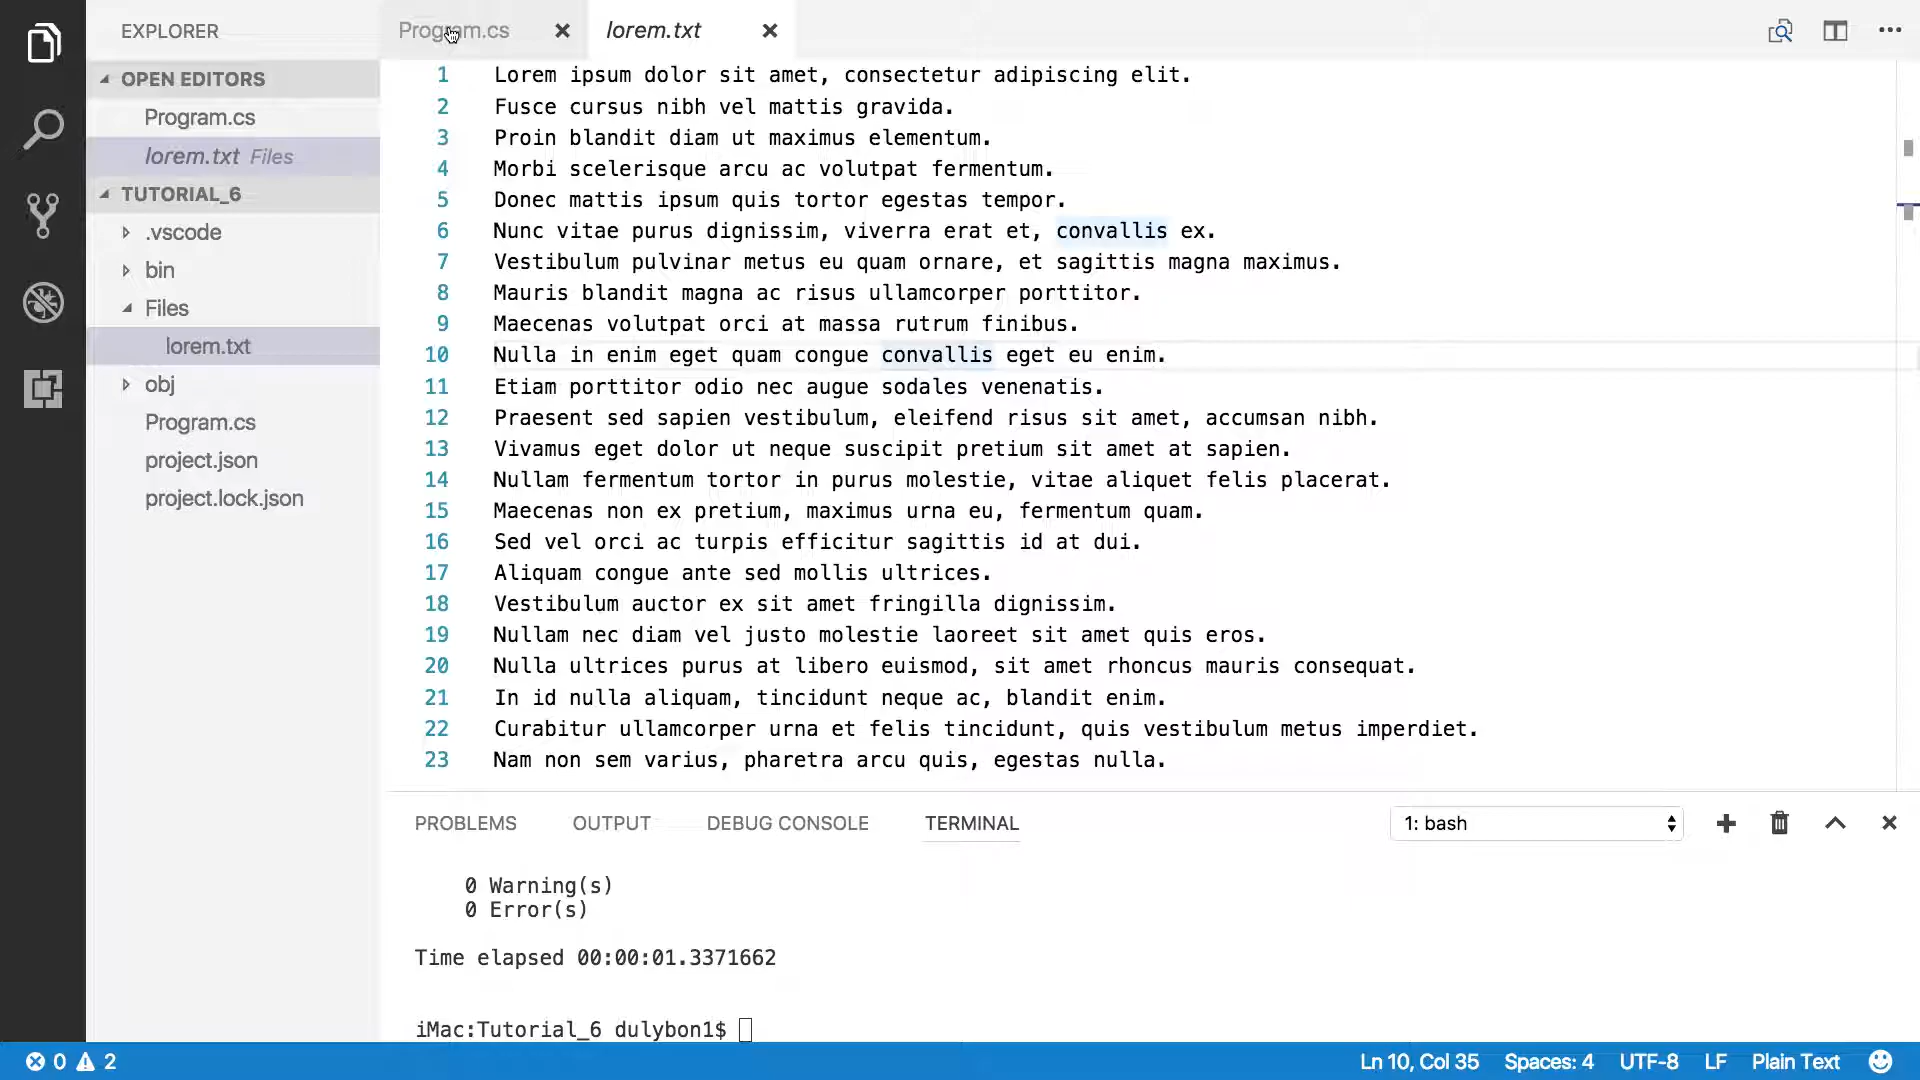 EXPLORER
OPEN EDITORS
Program.cs
lorem.txt Files
TUTORIAL_6
.vscode
bin
Files
lorem.txt
obj
Program.cs
project.json
project.lock.json
Program.cs
lorem.txt
1 Lorem ipsum dolor sit amet, consectetur adipiscing elit.
2 Fusce cursus nibh vel mattis gravida.
3 Proin blandit diam ut maximus elementum.
4 Morbi scelerisque arcu ac volutpat fermentum.
5 Donec mattis ipsum quis tortor egestas tempor.
6 Nunc vitae purus dignissim, viverra erat et, convallis ex.
7 Vestibulum pulvinar metus eu quam ornare, et sagittis magna maximus.
8 Mauris blandit magna ac risus ullamcorper porttitor.
9 Maecenas volutpat orci at massa rutrum finibus.
10 Nulla in enim eget quam congue convallis eget eu enim.
11 Etiam porttitor odio nec augue sodales venenatis.
12 Praesent sed sapien vestibulum, eleifend risus sit amet, accumsan nibh.
13 Vivamus eget dolor ut neque suscipit pretium sit amet at sapien.
14 Nullam fermentum tortor in purus molestie, vitae aliquet felis placerat.
15 Maecenas non ex pretium, maximus urna eu, fermentum quam.
16 Sed vel orci ac turpis efficitur sagittis id at dui.
17 Aliquam congue ante sed mollis ultrices.
18 Vestibulum auctor ex sit amet fringilla dignissim.
19 Nullam nec diam vel justo molestie laoreet sit amet quis eros.
20 Nulla ultrices purus at libero euismod, sit amet rhoncus mauris consequat.
21 In id nulla aliquam, tincidunt neque ac, blandit enim.
22 Curabitur ullamcorper urna et felis tincidunt, quis vestibulum metus imperdiet.
23 Nam non sem varius, pharetra arcu quis, egestas nulla.
PROBLEMS OUTPUT DEBUG CONSOLE TERMINAL 1: bash
0 Warning(s)
0 Error(s)
Time elapsed 00:00:01.3371662
iMac:Tutorial_6 dulybon1$
0 2 Ln 10, Col 35 Spaces: 4 UTF-8 LF Plain Text